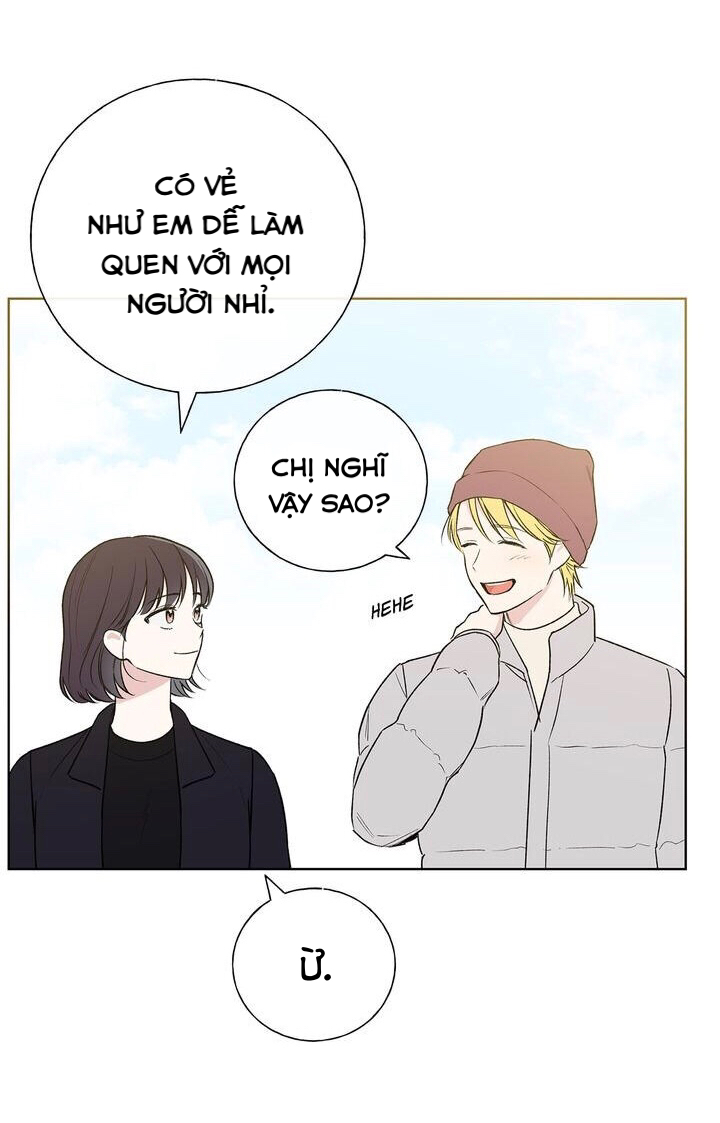 CÓ VẺ
NHƯ EM DỄ LÀM
QUEN VỚI MỌI
NGƯỜI NHỈ.
CHỊ NGHĨ
VẬY SAO?
HEHE
Ừ.